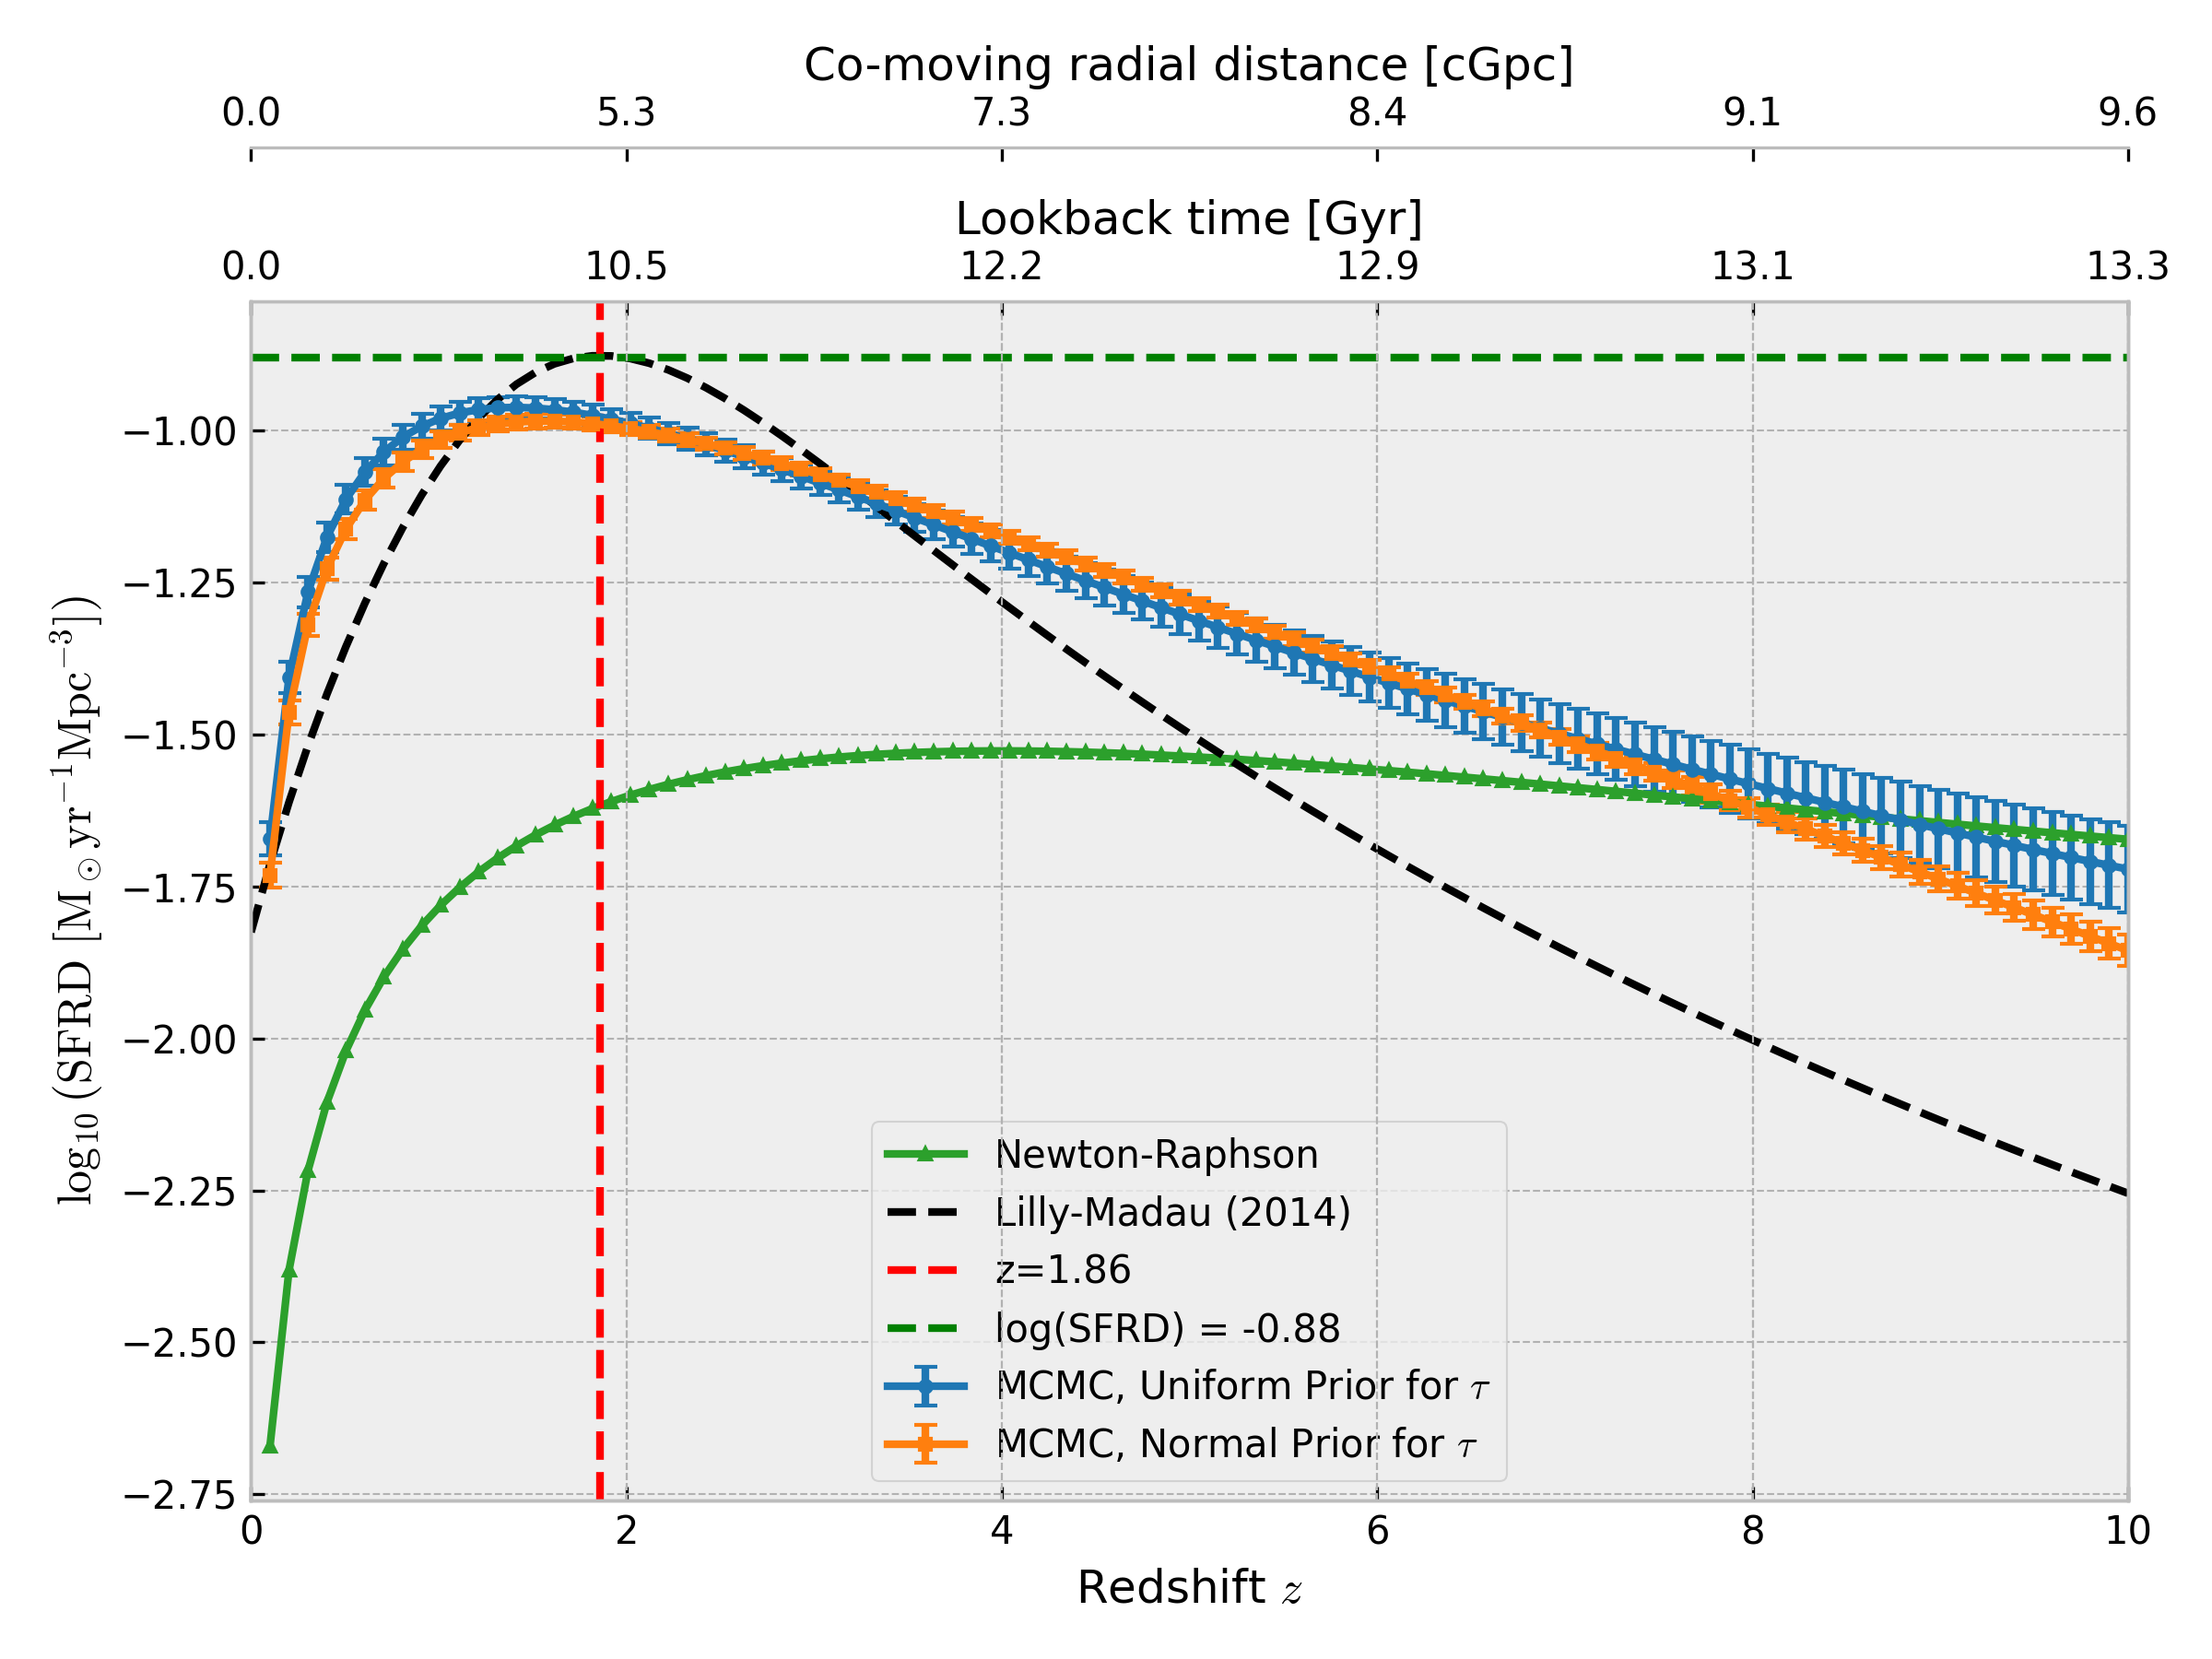 Co-moving radial distance [cGpc]
0.0 5.3 7.3 8.4 9.1 9.6
Lookback time [Gyr]
0.0 10.5 12.2 12.9 13.1 13.3
log₁₀(SFRD [M⊙yr⁻¹Mpc⁻³])
−1.00
−1.25
−1.50
−1.75
−2.00
−2.25
−2.50
−2.75
Newton-Raphson
Lilly-Madau (2014)
z=1.86
log(SFRD) = -0.88
MCMC, Uniform Prior for τ
MCMC, Normal Prior for τ
0 2 4 6 8 10
Redshift z